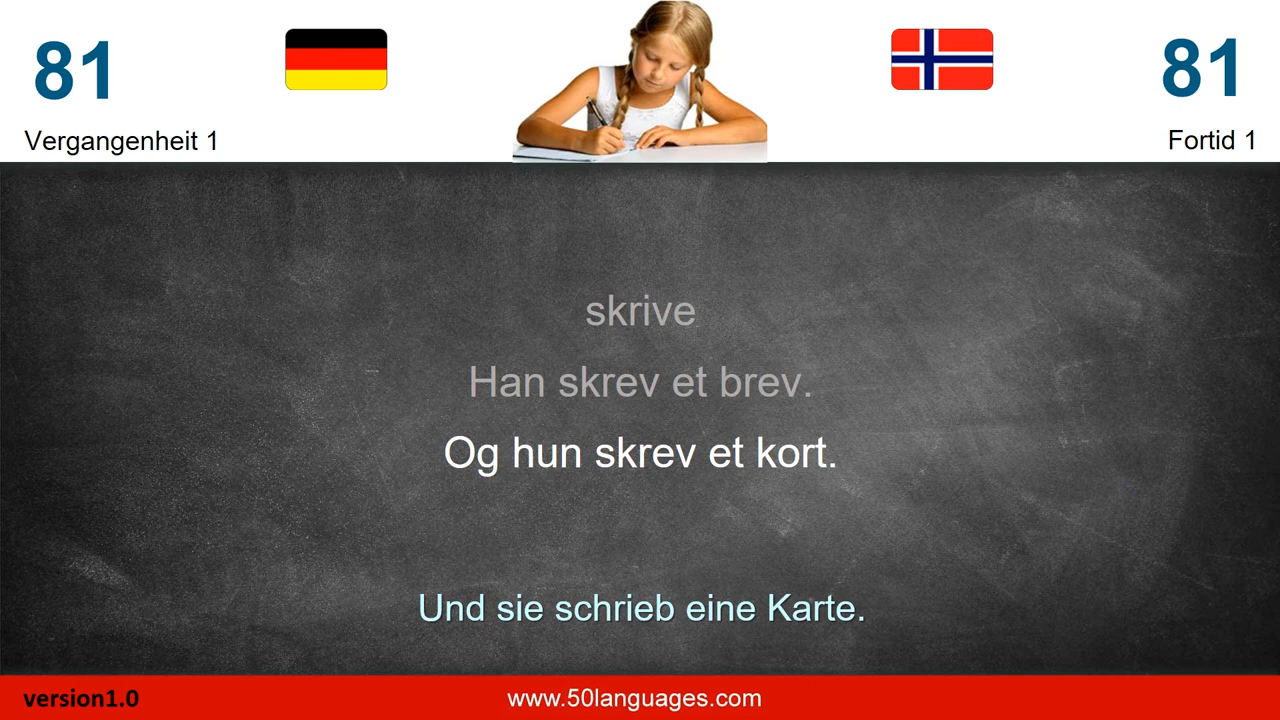 81
81
Vergangenheit 1
Fortid 1
skrive
Han skrev et brev.
Og hun skrev et kort.
Und sie schrieb eine Karte.
version1.0
www.50languages.com